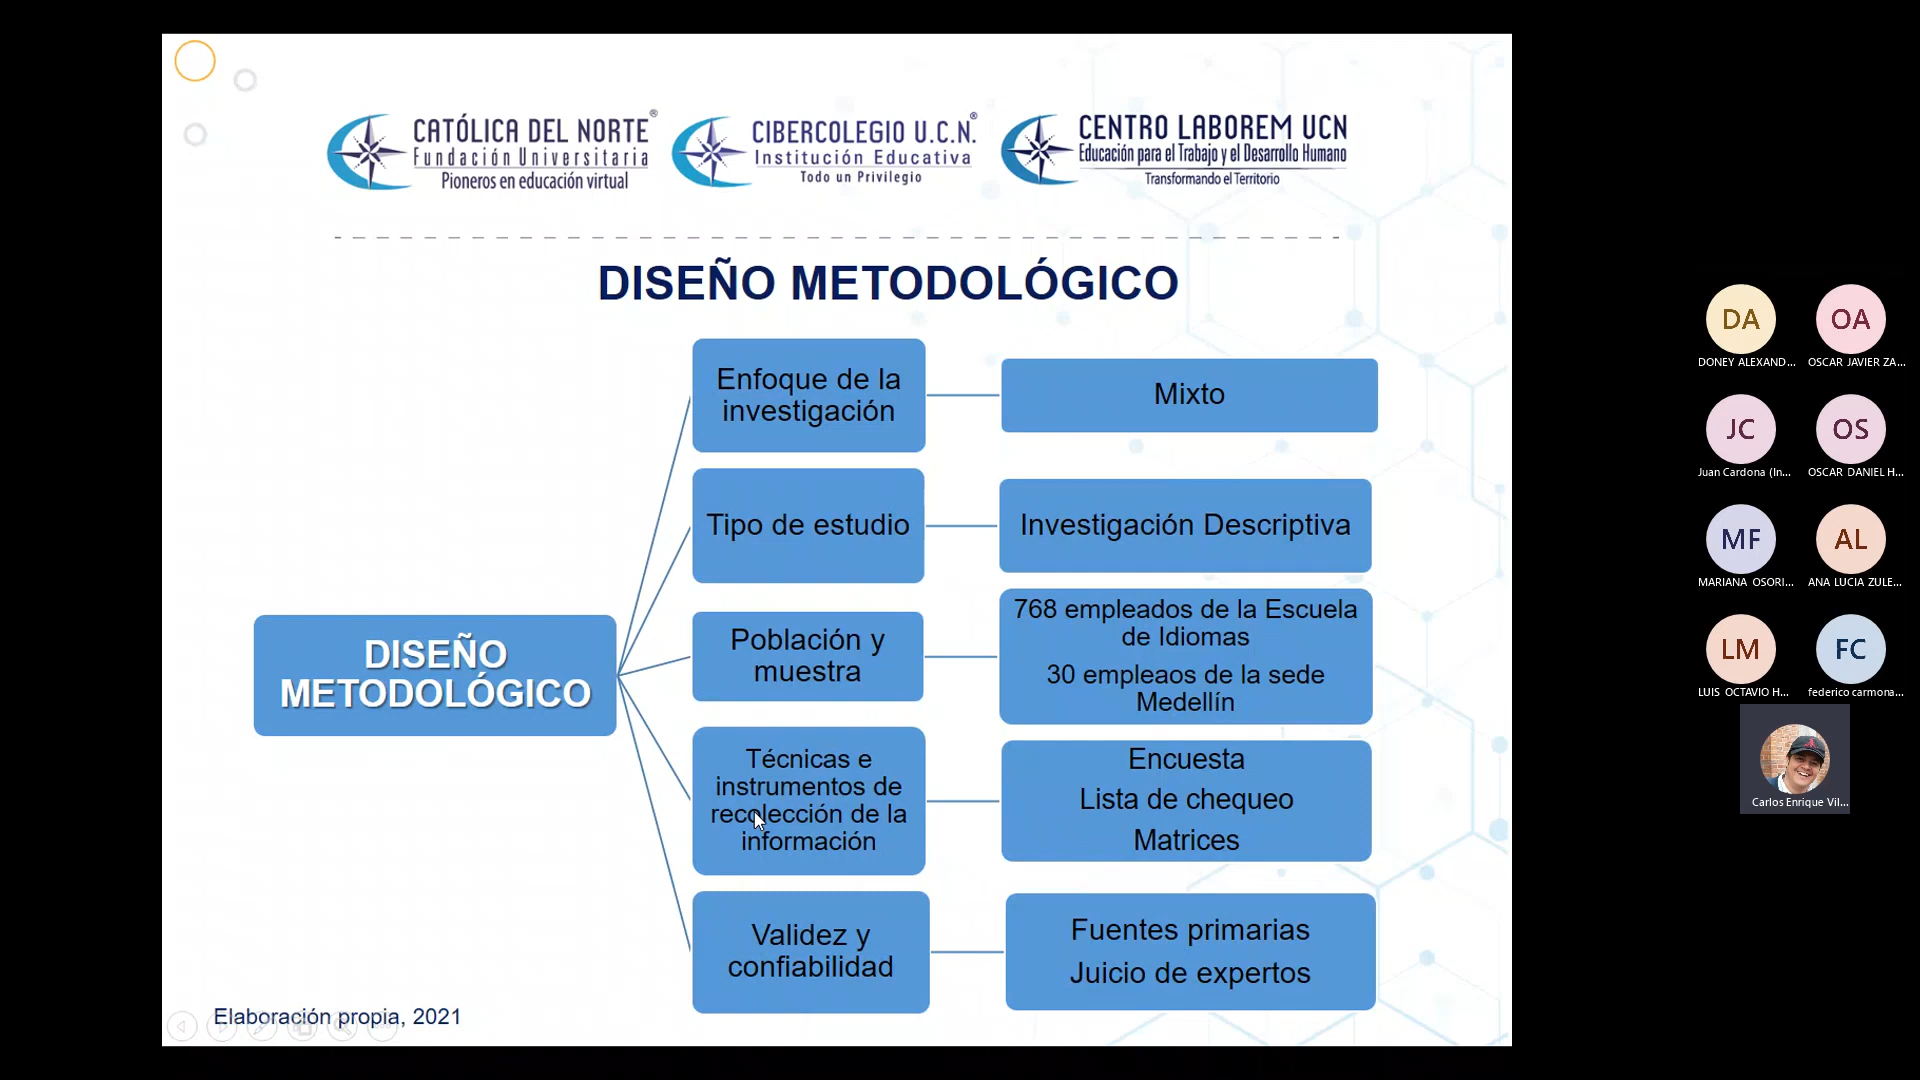 CATÓLICA DEL NORTE®
Fundación Universitaria
Pioneros en educación virtual
CIBERCOLEGIO U.C.N.®
Institución Educativa
Todo un Privilegio
CENTRO LABOREM UCN
Educación para el Trabajo y el Desarrollo Humano
Transformando el Territorio
DISEÑO METODOLÓGICO
DISEÑO
METODOLÓGICO
Enfoque de la
investigación
Mixto
Tipo de estudio
Investigación Descriptiva
Población y
muestra
768 empleados de la Escuela
de Idiomas
30 empleaos de la sede
Medellín
Técnicas e
instrumentos de
recolección de la
información
Encuesta
Lista de chequeo
Matrices
Validez y
confiabilidad
Fuentes primarias
Juicio de expertos
Elaboración propia, 2021
DA
DONEY ALEXAND...
OA
OSCAR JAVIER ZA...
JC
Juan Cardona (In...
OS
OSCAR DANIEL H...
MF
MARIANA OSORI...
AL
ANA LUCIA ZULE...
LM
LUIS OCTAVIO H...
FC
federico carmona...
Carlos Enrique Vil...